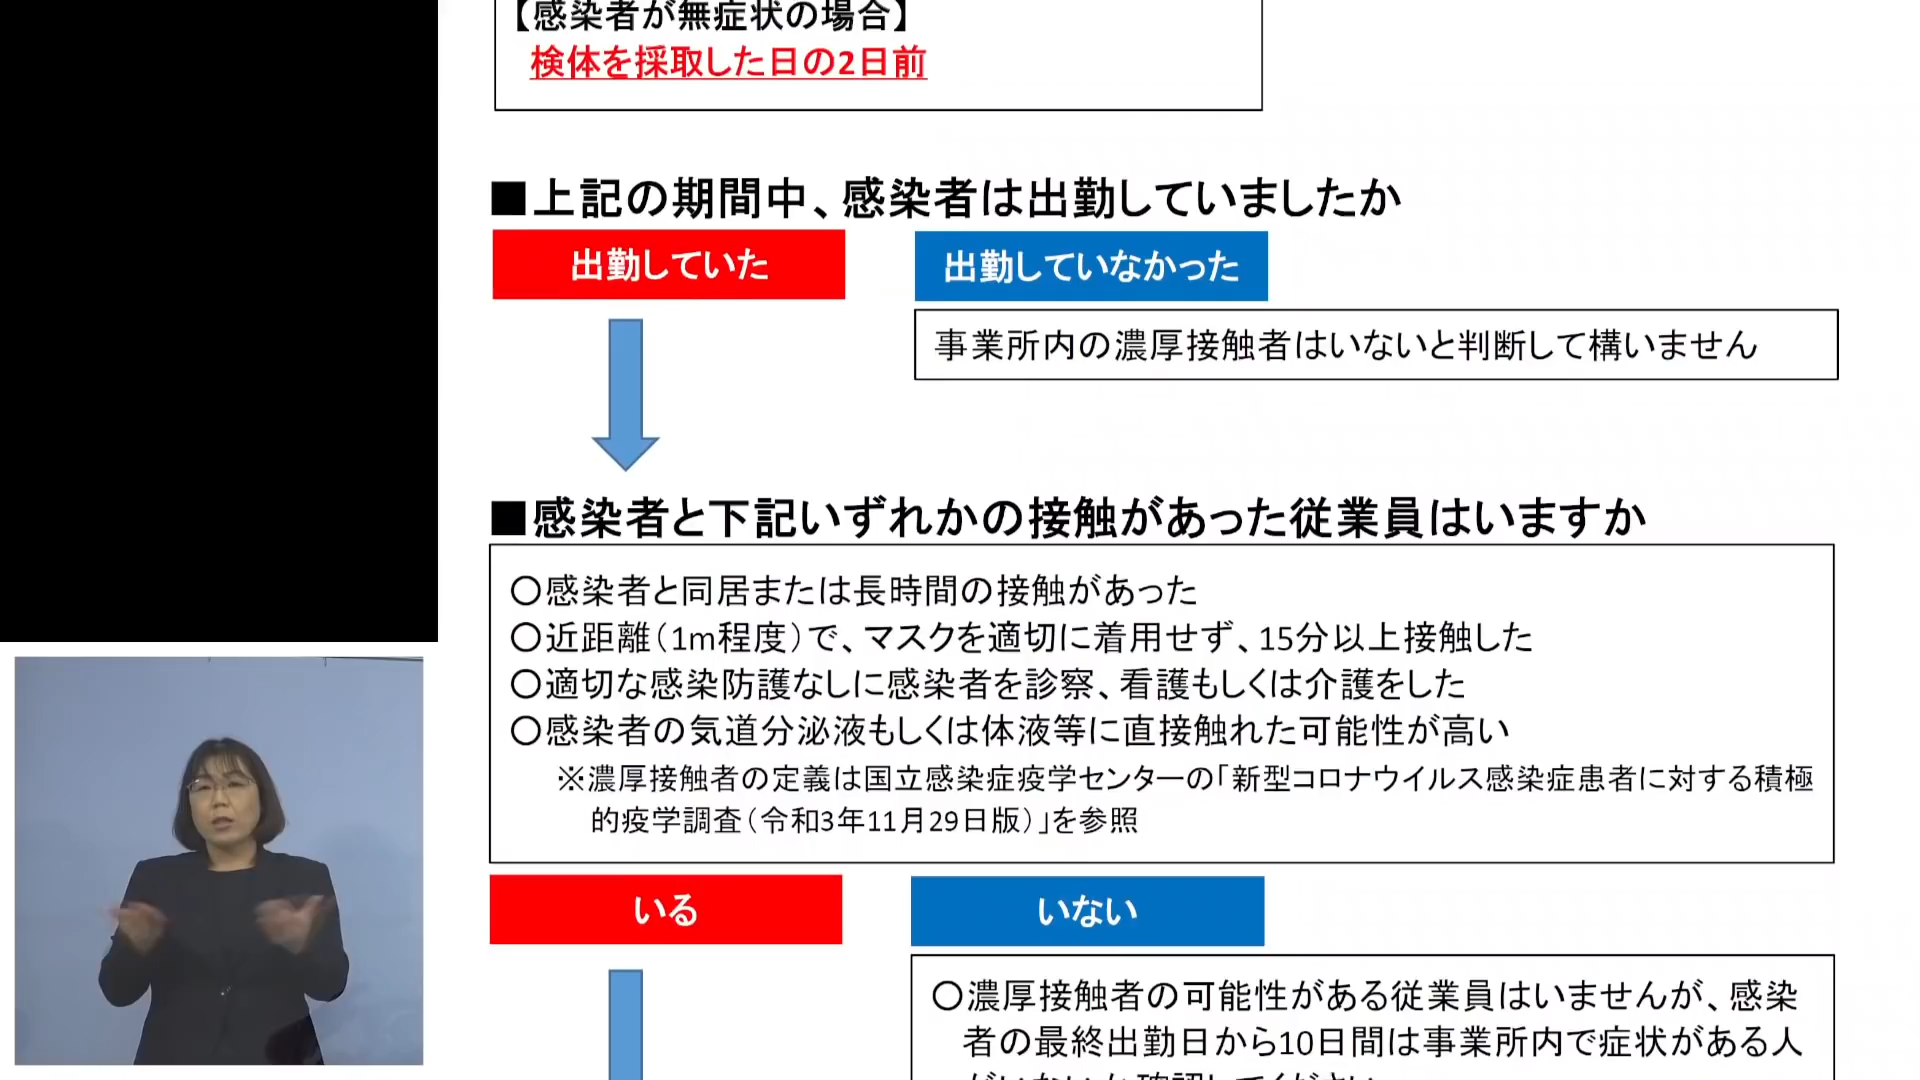 【感染者が無症状の場合】
検体を採取した日の2日前
■上記の期間中、感染者は出勤していましたか
出勤していた
出勤していなかった
事業所内の濃厚接触者はいないと判断して構いません
■感染者と下記いずれかの接触があった従業員はいますか
〇感染者と同居または長時間の接触があった
〇近距離（1m程度）で、マスクを適切に着用せず、15分以上接触した
〇適切な感染防護なしに感染者を診察、看護もしくは介護をした
〇感染者の気道分泌液もしくは体液等に直接触れた可能性が高い
※濃厚接触者の定義は国立感染症疫学センターの「新型コロナウイルス感染症患者に対する積極
的疫学調査（令和3年11月29日版）」を参照
いる
いない
〇濃厚接触者の可能性がある従業員はいませんが、感染
者の最終出勤日から10日間は事業所内で症状がある人